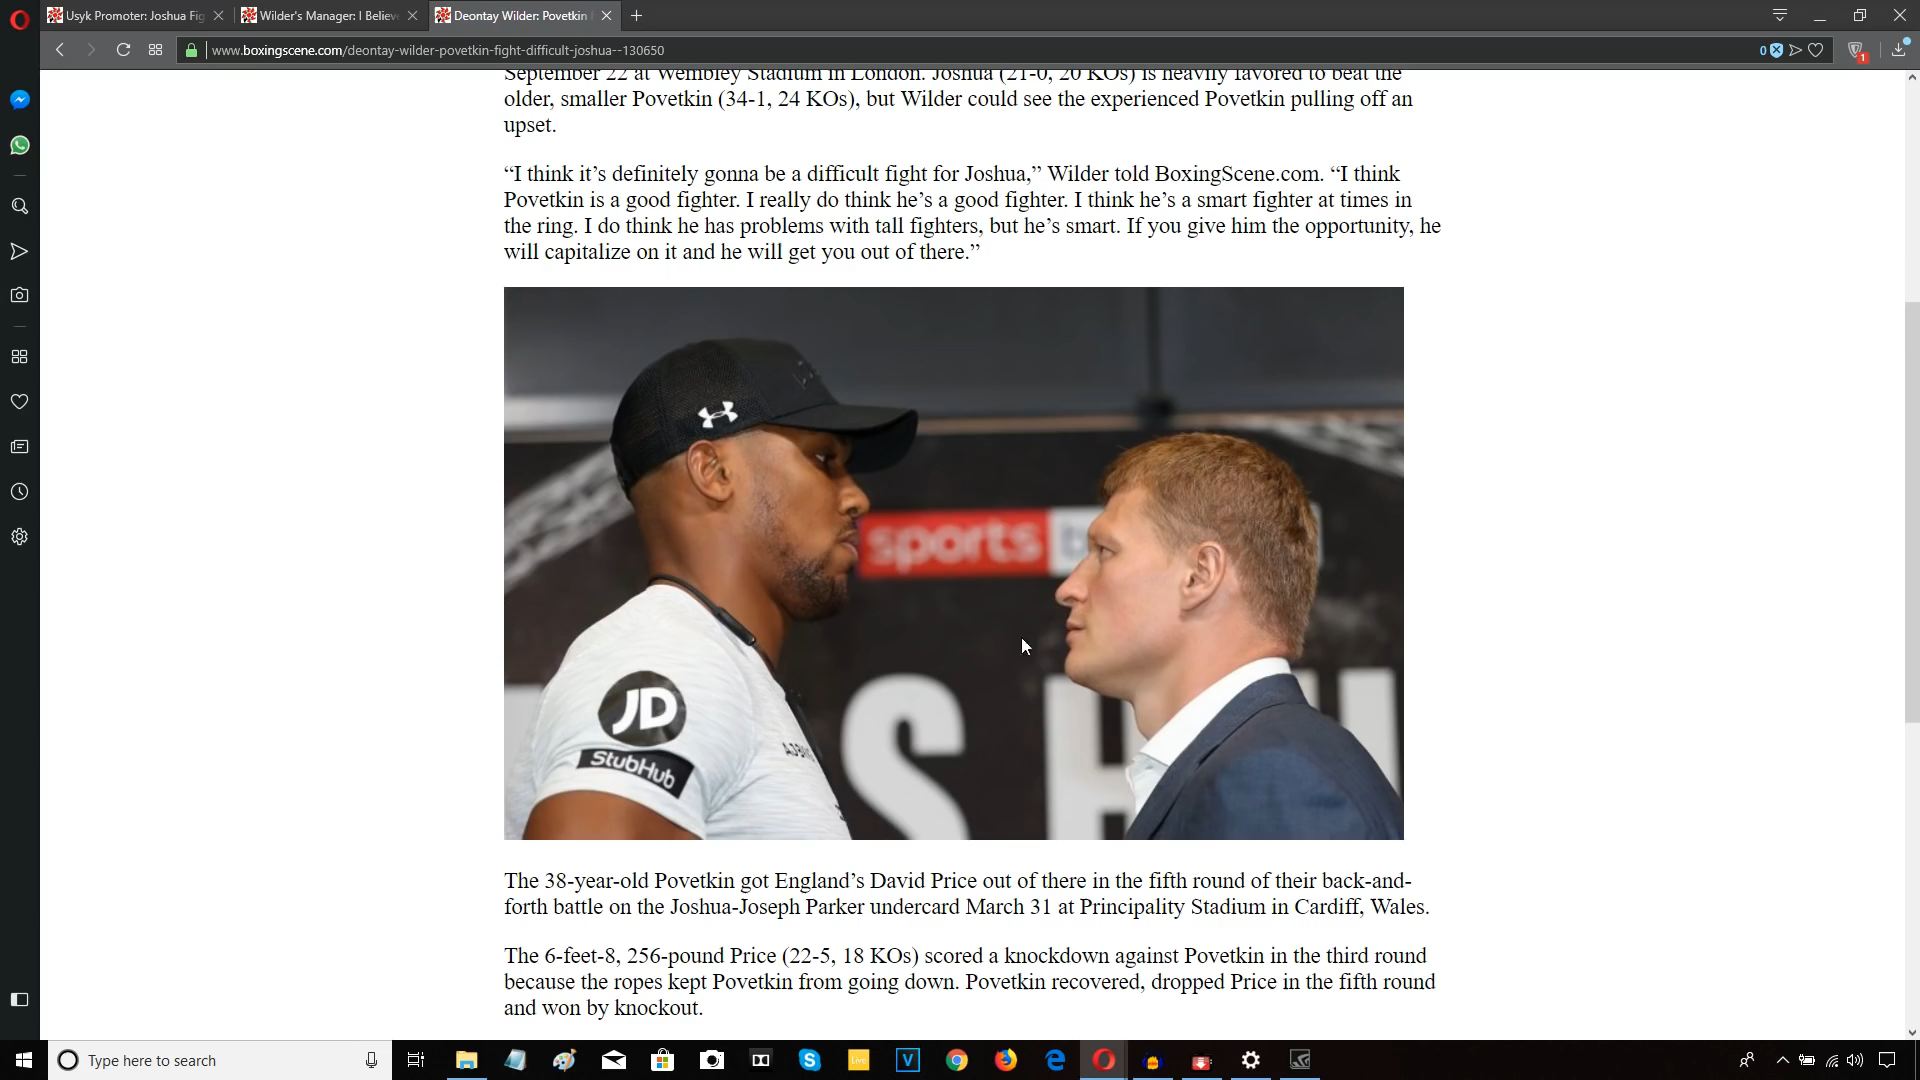 Usyk Promoter: Joshua Fig
Wilder's Manager: I Believ
Deontay Wilder: Povetkin
www.boxingscene.com/deontay-wilder-povetkin-fight-difficult-joshua--130650
0
1
September 22 at Wembley Stadium in London. Joshua (21-0, 20 KOs) is heavily favored to beat the
older, smaller Povetkin (34-1, 24 KOs), but Wilder could see the experienced Povetkin pulling off an
upset.
“I think it’s definitely gonna be a difficult fight for Joshua,” Wilder told BoxingScene.com. “I think
Povetkin is a good fighter. I really do think he’s a good fighter. I think he’s a smart fighter at times in
the ring. I do think he has problems with tall fighters, but he’s smart. If you give him the opportunity, he
will capitalize on it and he will get you out of there.”
sports b
JD
StubHub
S H
The 38-year-old Povetkin got England’s David Price out of there in the fifth round of their back-and-
forth battle on the Joshua-Joseph Parker undercard March 31 at Principality Stadium in Cardiff, Wales.
The 6-feet-8, 256-pound Price (22-5, 18 KOs) scored a knockdown against Povetkin in the third round
because the ropes kept Povetkin from going down. Povetkin recovered, dropped Price in the fifth round
and won by knockout.
Type here to search
Live
V